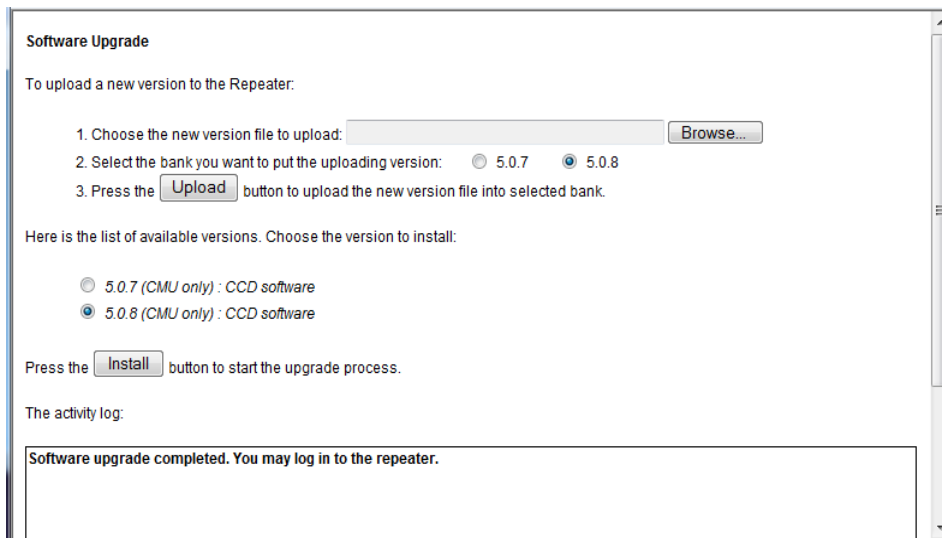 Software Upgrade
To upload a new version to the Repeater:
1. Choose the new version file to upload: Browse...
2. Select the bank you want to put the uploading version: 5.0.7 5.0.8
3. Press the Upload button to upload the new version file into selected bank.
Here is the list of available versions. Choose the version to install:
5.0.7 (CMU only) : CCD software
5.0.8 (CMU only) : CCD software
Press the Install button to start the upgrade process.
The activity log:
Software upgrade completed. You may log in to the repeater.